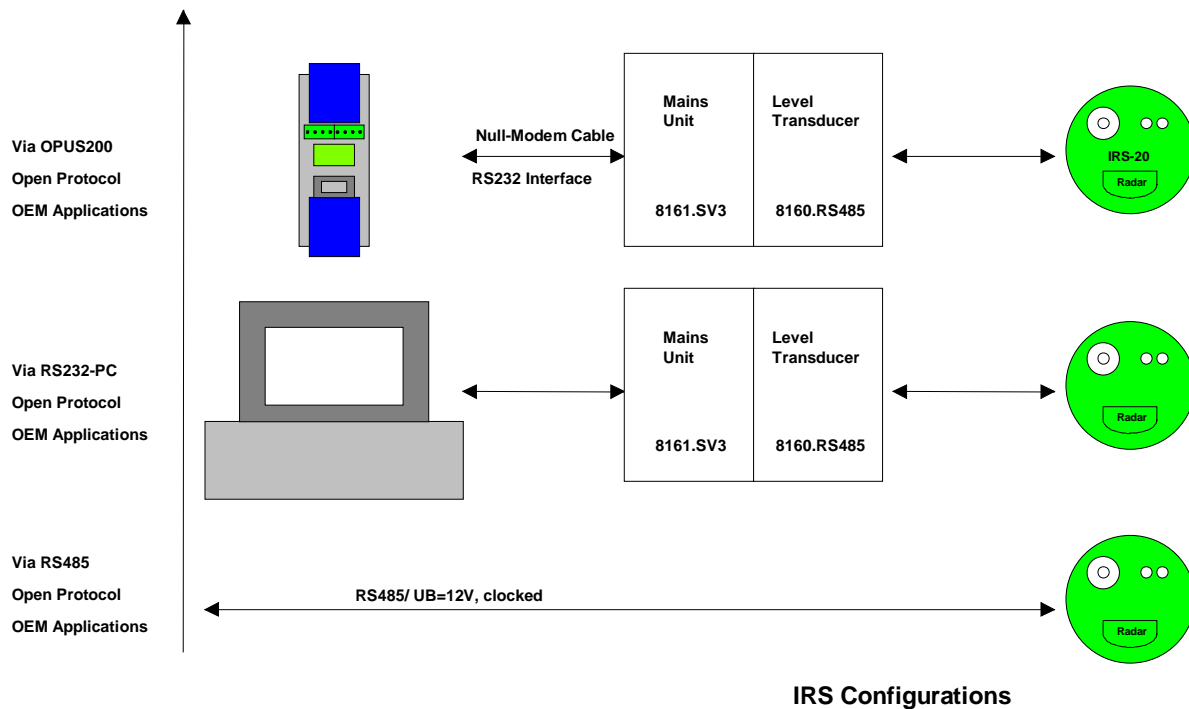 Via OPUS200
Open Protocol
OEM Applications
Null-Modem Cable
RS232 Interface
Mains
Unit
8161.SV3
Level
Transducer
8160.RS485
IRS-20
Radar
Via RS232-PC
Open Protocol
OEM Applications
Mains
Unit
8161.SV3
Level
Transducer
8160.RS485
Radar
Via RS485
Open Protocol
OEM Applications
RS485/ UB=12V, clocked
Radar
IRS Configurations